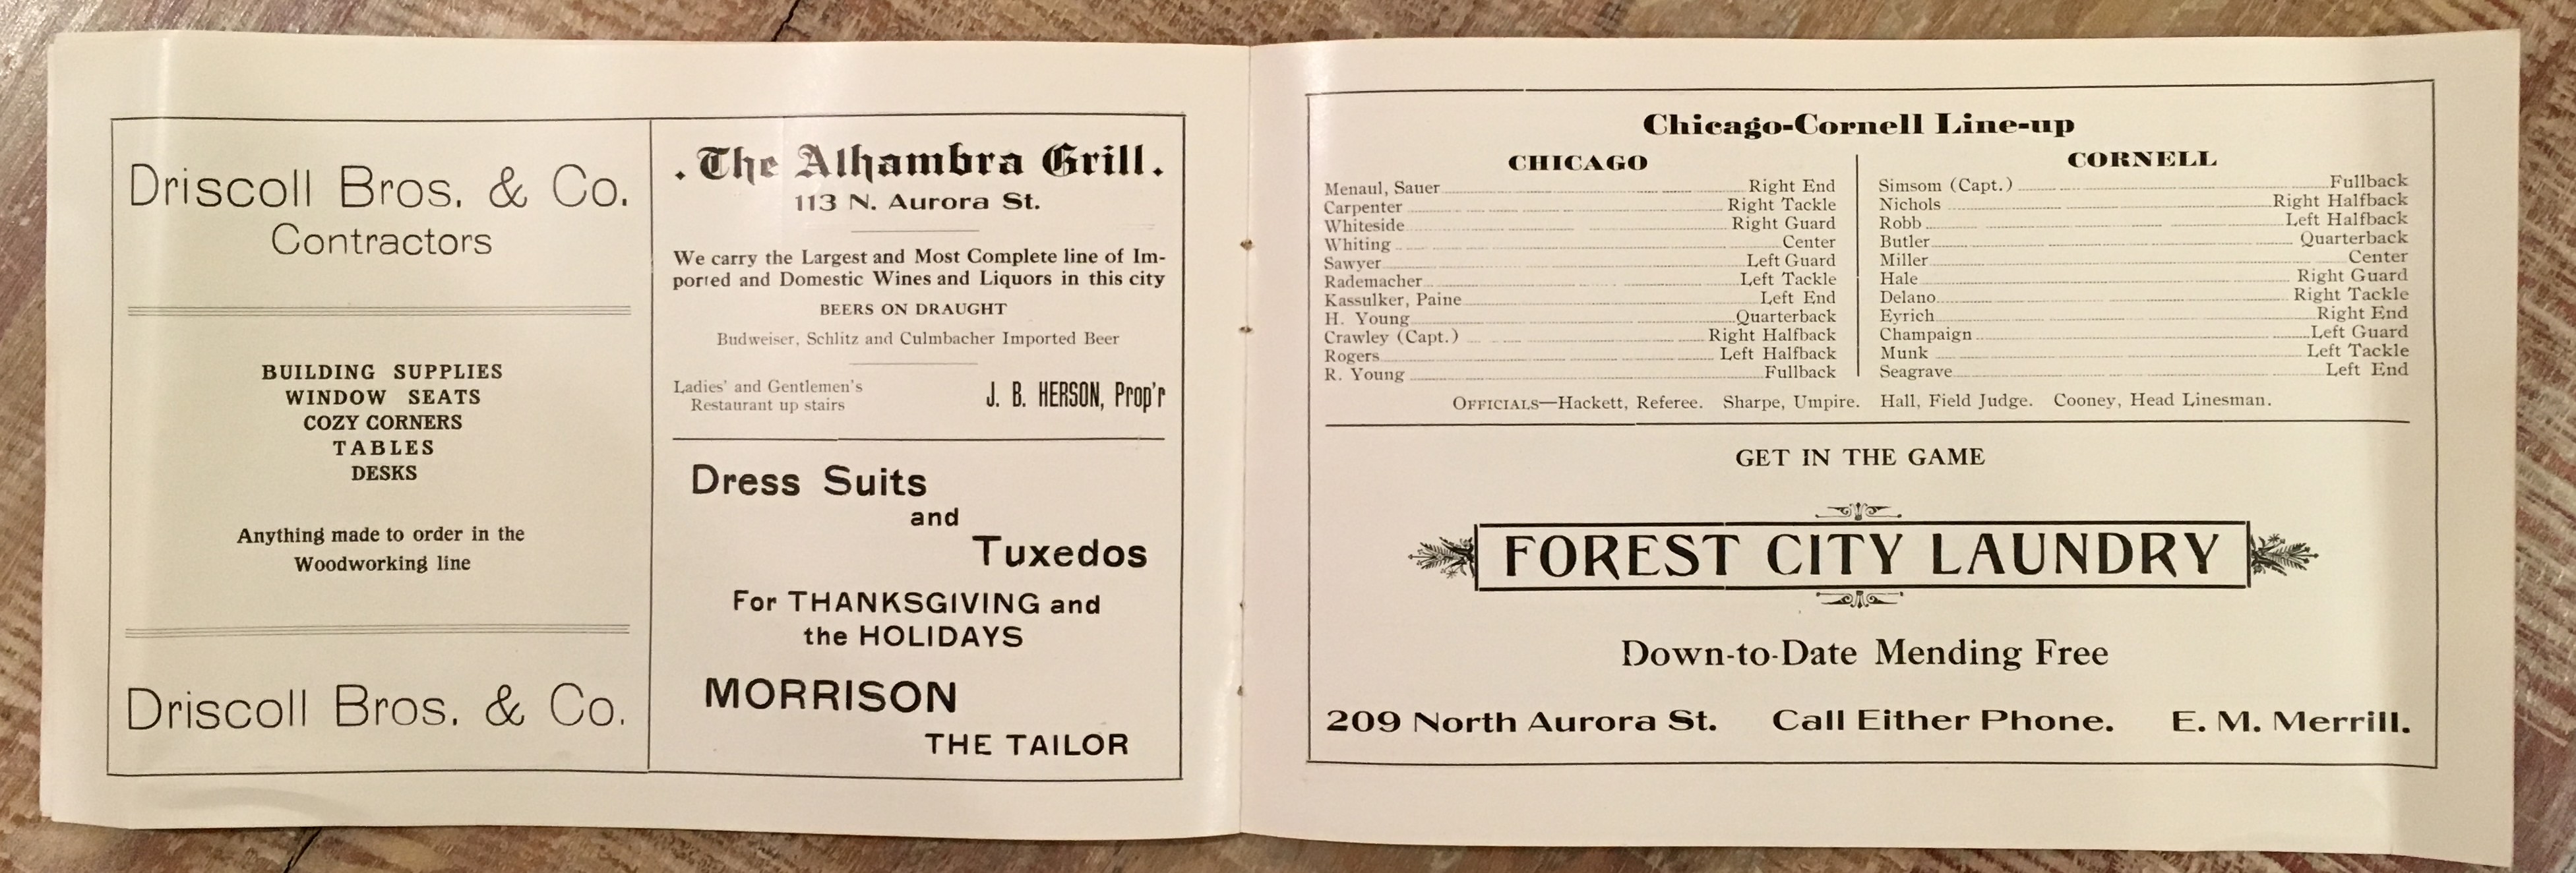 Driscoll Bros. & Co.
Contractors
BUILDING SUPPLIES
WINDOW SEATS
COZY CORNERS
TABLES
DESKS
Anything made to order in the
Woodworking line
Driscoll Bros. & Co.
. The Alhambra Grill.
113 N. Aurora St.
We carry the Largest and Most Complete line of Im-
ported and Domestic Wines and Liquors in this city
BEERS ON DRAUGHT
Budweiser, Schlitz and Culmbacher Imported Beer
Ladies' and Gentlemen's
Restaurant up stairs
J. B. HERSON, Prop'r
Dress Suits
and
Tuxedos
For THANKSGIVING and
the HOLIDAYS
MORRISON
THE TAILOR
Chicago-Cornell Line-up
CHICAGO
Menaul, Sauer Right End
Carpenter Right Tackle
Whiteside Right Guard
Whiting Center
Sawyer Left Guard
Rademacher Left Tackle
Kassulker, Paine Left End
H. Young Quarterback
Crawley (Capt.) Right Halfback
Rogers Left Halfback
R. Young Fullback
CORNELL
Simsom (Capt.) Fullback
Nichols Right Halfback
Robb Left Halfback
Butler Quarterback
Miller Center
Hale Right Guard
Delano Right Tackle
Eyrich Right End
Champaign Left Guard
Munk Left Tackle
Seagrave Left End
OFFICIALS—Hackett, Referee. Sharpe, Umpire. Hall, Field Judge. Cooney, Head Linesman.
GET IN THE GAME
FOREST CITY LAUNDRY
Down-to-Date Mending Free
209 North Aurora St. Call Either Phone. E. M. Merrill.